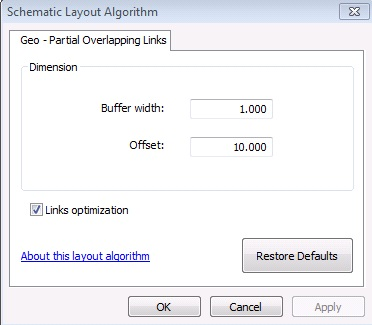 Schematic Layout Algorithm
Geo - Partial Overlapping Links
Dimension
Buffer width: 1.000
Offset: 10.000
Links optimization
About this layout algorithm
Restore Defaults
OK Cancel Apply